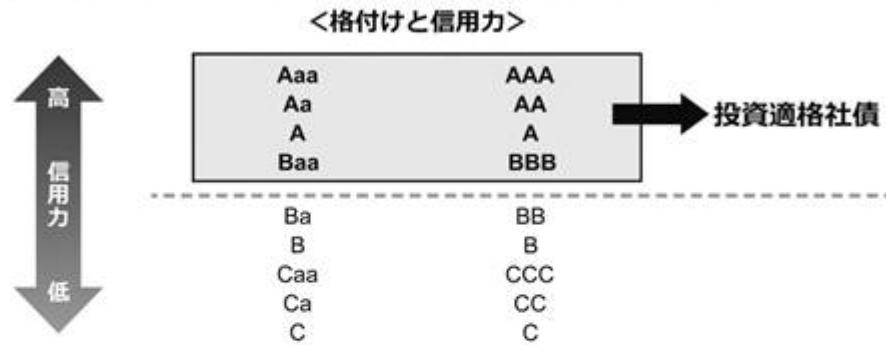 ＜格付けと信用力＞
高
信用力
低
Aaa AAA
Aa AA
A A
Baa BBB
投資適格社債
Ba BB
B B
Caa CCC
Ca CC
C C